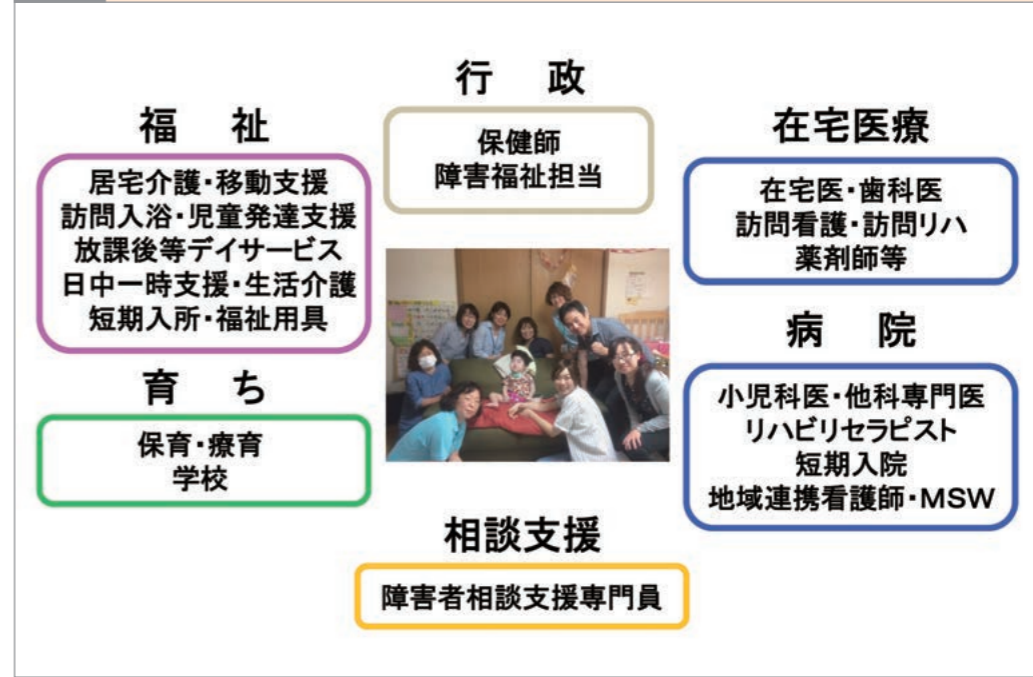 行　政
保健師
障害福祉担当
福　祉
居宅介護・移動支援
訪問入浴・児童発達支援
放課後等デイサービス
日中一時支援・生活介護
短期入所・福祉用具
育　ち
保育・療育
学校
在宅医療
在宅医・歯科医
訪問看護・訪問リハ
薬剤師等
病　院
小児科医・他科専門医
リハビリセラピスト
短期入院
地域連携看護師・MSW
相談支援
障害者相談支援専門員